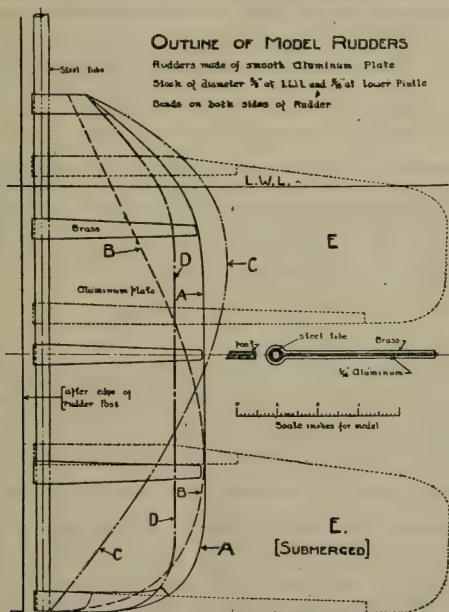 OUTLINE OF MODEL RUDDERS
Rudders made of smooth Aluminum Plate
Stock of diameter at L.W.L and at lower Pintle
Bands on both sides of Rudder
Steel tube
L.W.L.
Brass
B
D
C
E
Aluminum Plate
A
Post
steel tube
Brass
Aluminum
after edge of
rudder Post
Scale inches for model
B
D
C
A
E.
[SUBMERGED]